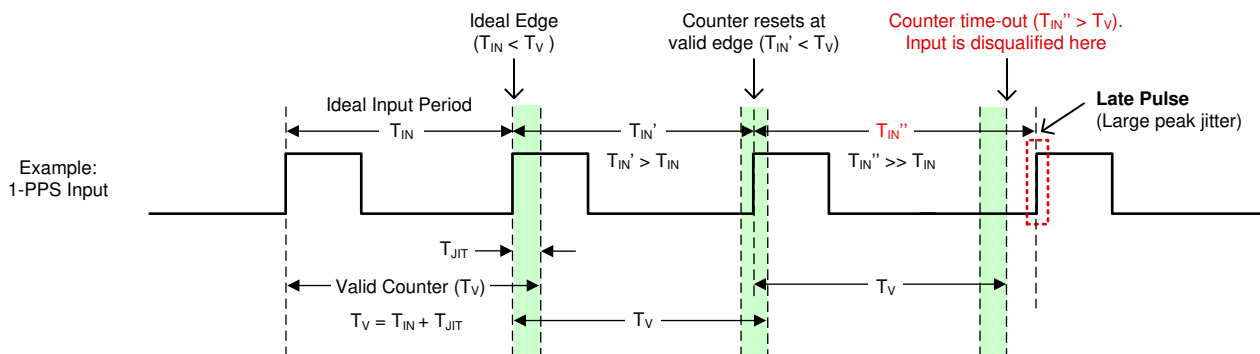 Ideal Edge
(TIN < TV )
Counter resets at
valid edge (TIN' < TV)
Counter time-out (TIN'' > TV).
Input is disqualified here
Ideal Input Period
TIN
TIN'
TIN''
Late Pulse
(Large peak jitter)
Example:
1-PPS Input
TIN' > TIN
TIN'' >> TIN
TJIT
Valid Counter (TV)
TV
TV = TIN + TJIT
TV